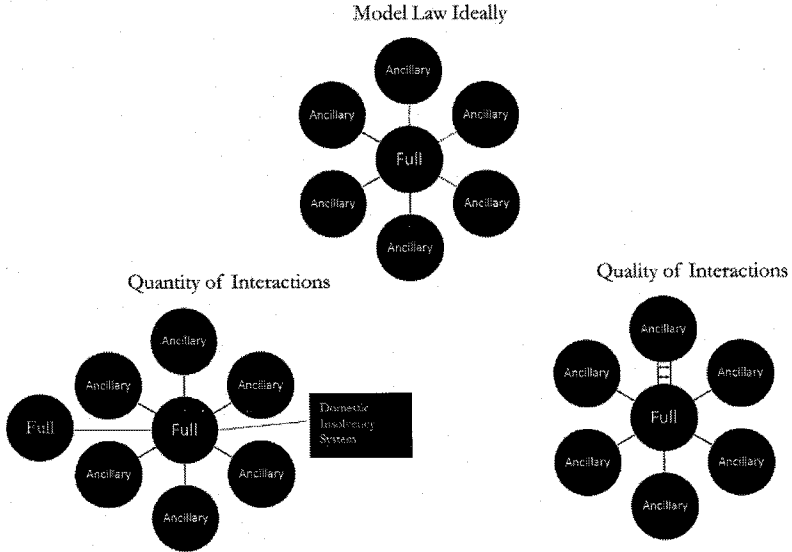 Model Law Ideally
Ancillary
Ancillary
Ancillary
Full
Ancillary
Ancillary
Ancillary
Quantity of Interactions
Ancillary
Ancillary
Ancillary
Full
Full
Domestic
Insolvency
System
Ancillary
Ancillary
Ancillary
Quality of Interactions
Ancillary
Ancillary
Ancillary
Full
Ancillary
Ancillary
Ancillary